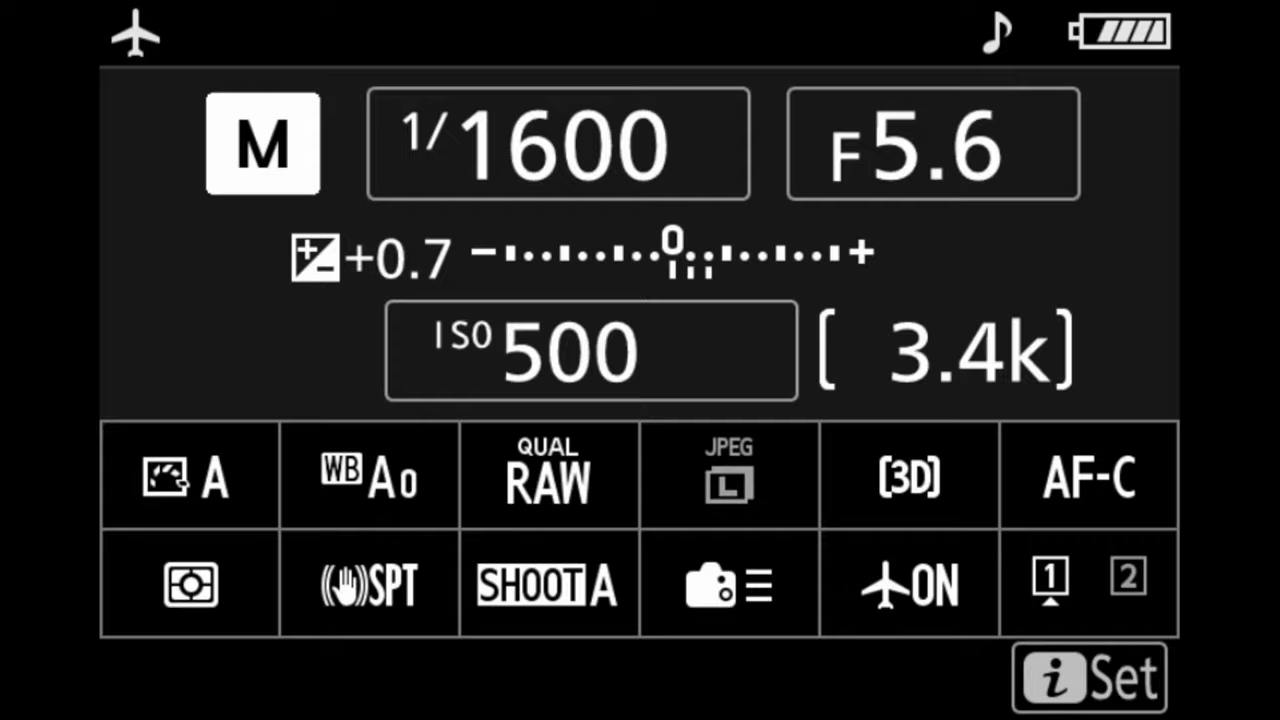 M 1/1600 F5.6
+0.7 - 0 +
ISO 500 [ 3.4k]
A WB A0 QUAL RAW JPEG L [3D] AF-C
SPT SHOOT A ON 1 2
i Set